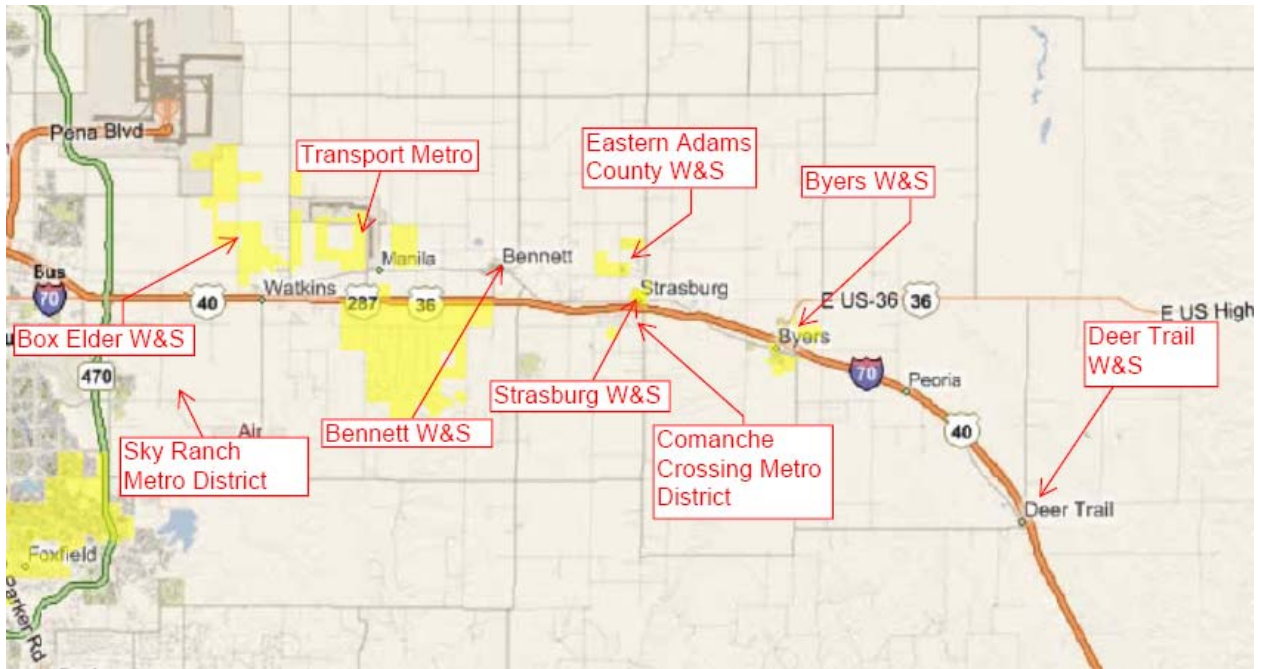 Pena Blvd
Transport Metro
Eastern Adams
County W&S
Byers W&S
Manila
Bennett
Bus
70
40
Watkins
287
36
Strasburg
E US-36
36
E US High
Box Elder W&S
Byers
Deer Trail
W&S
470
70
Peoria
Strasburg W&S
Air
Bennett W&S
40
Sky Ranch
Metro District
Comanche
Crossing Metro
District
Deer Trail
Foxfield
Parker Rd